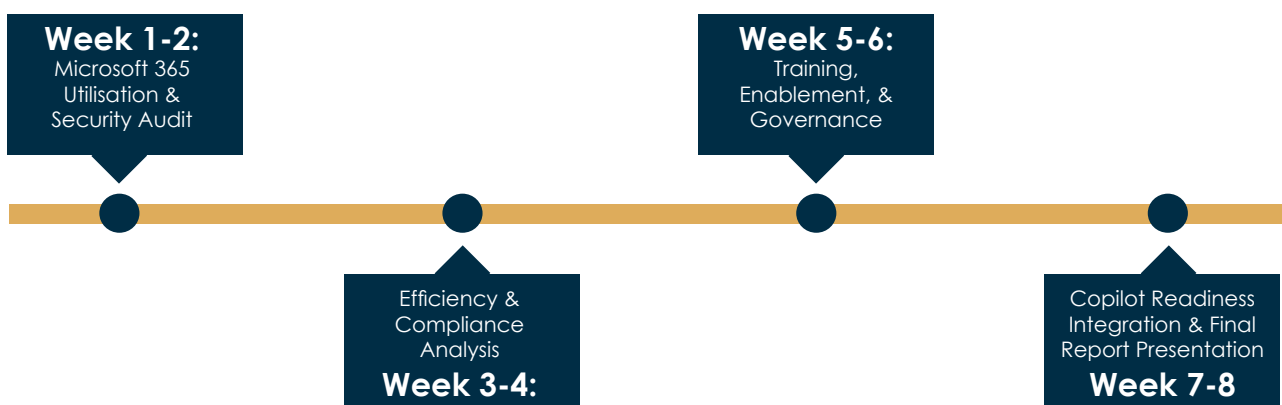 Week 1-2:
Microsoft 365
Utilisation &
Security Audit
Efficiency &
Compliance
Analysis
Week 3-4:
Week 5-6:
Training,
Enablement, &
Governance
Copilot Readiness
Integration & Final
Report Presentation
Week 7-8